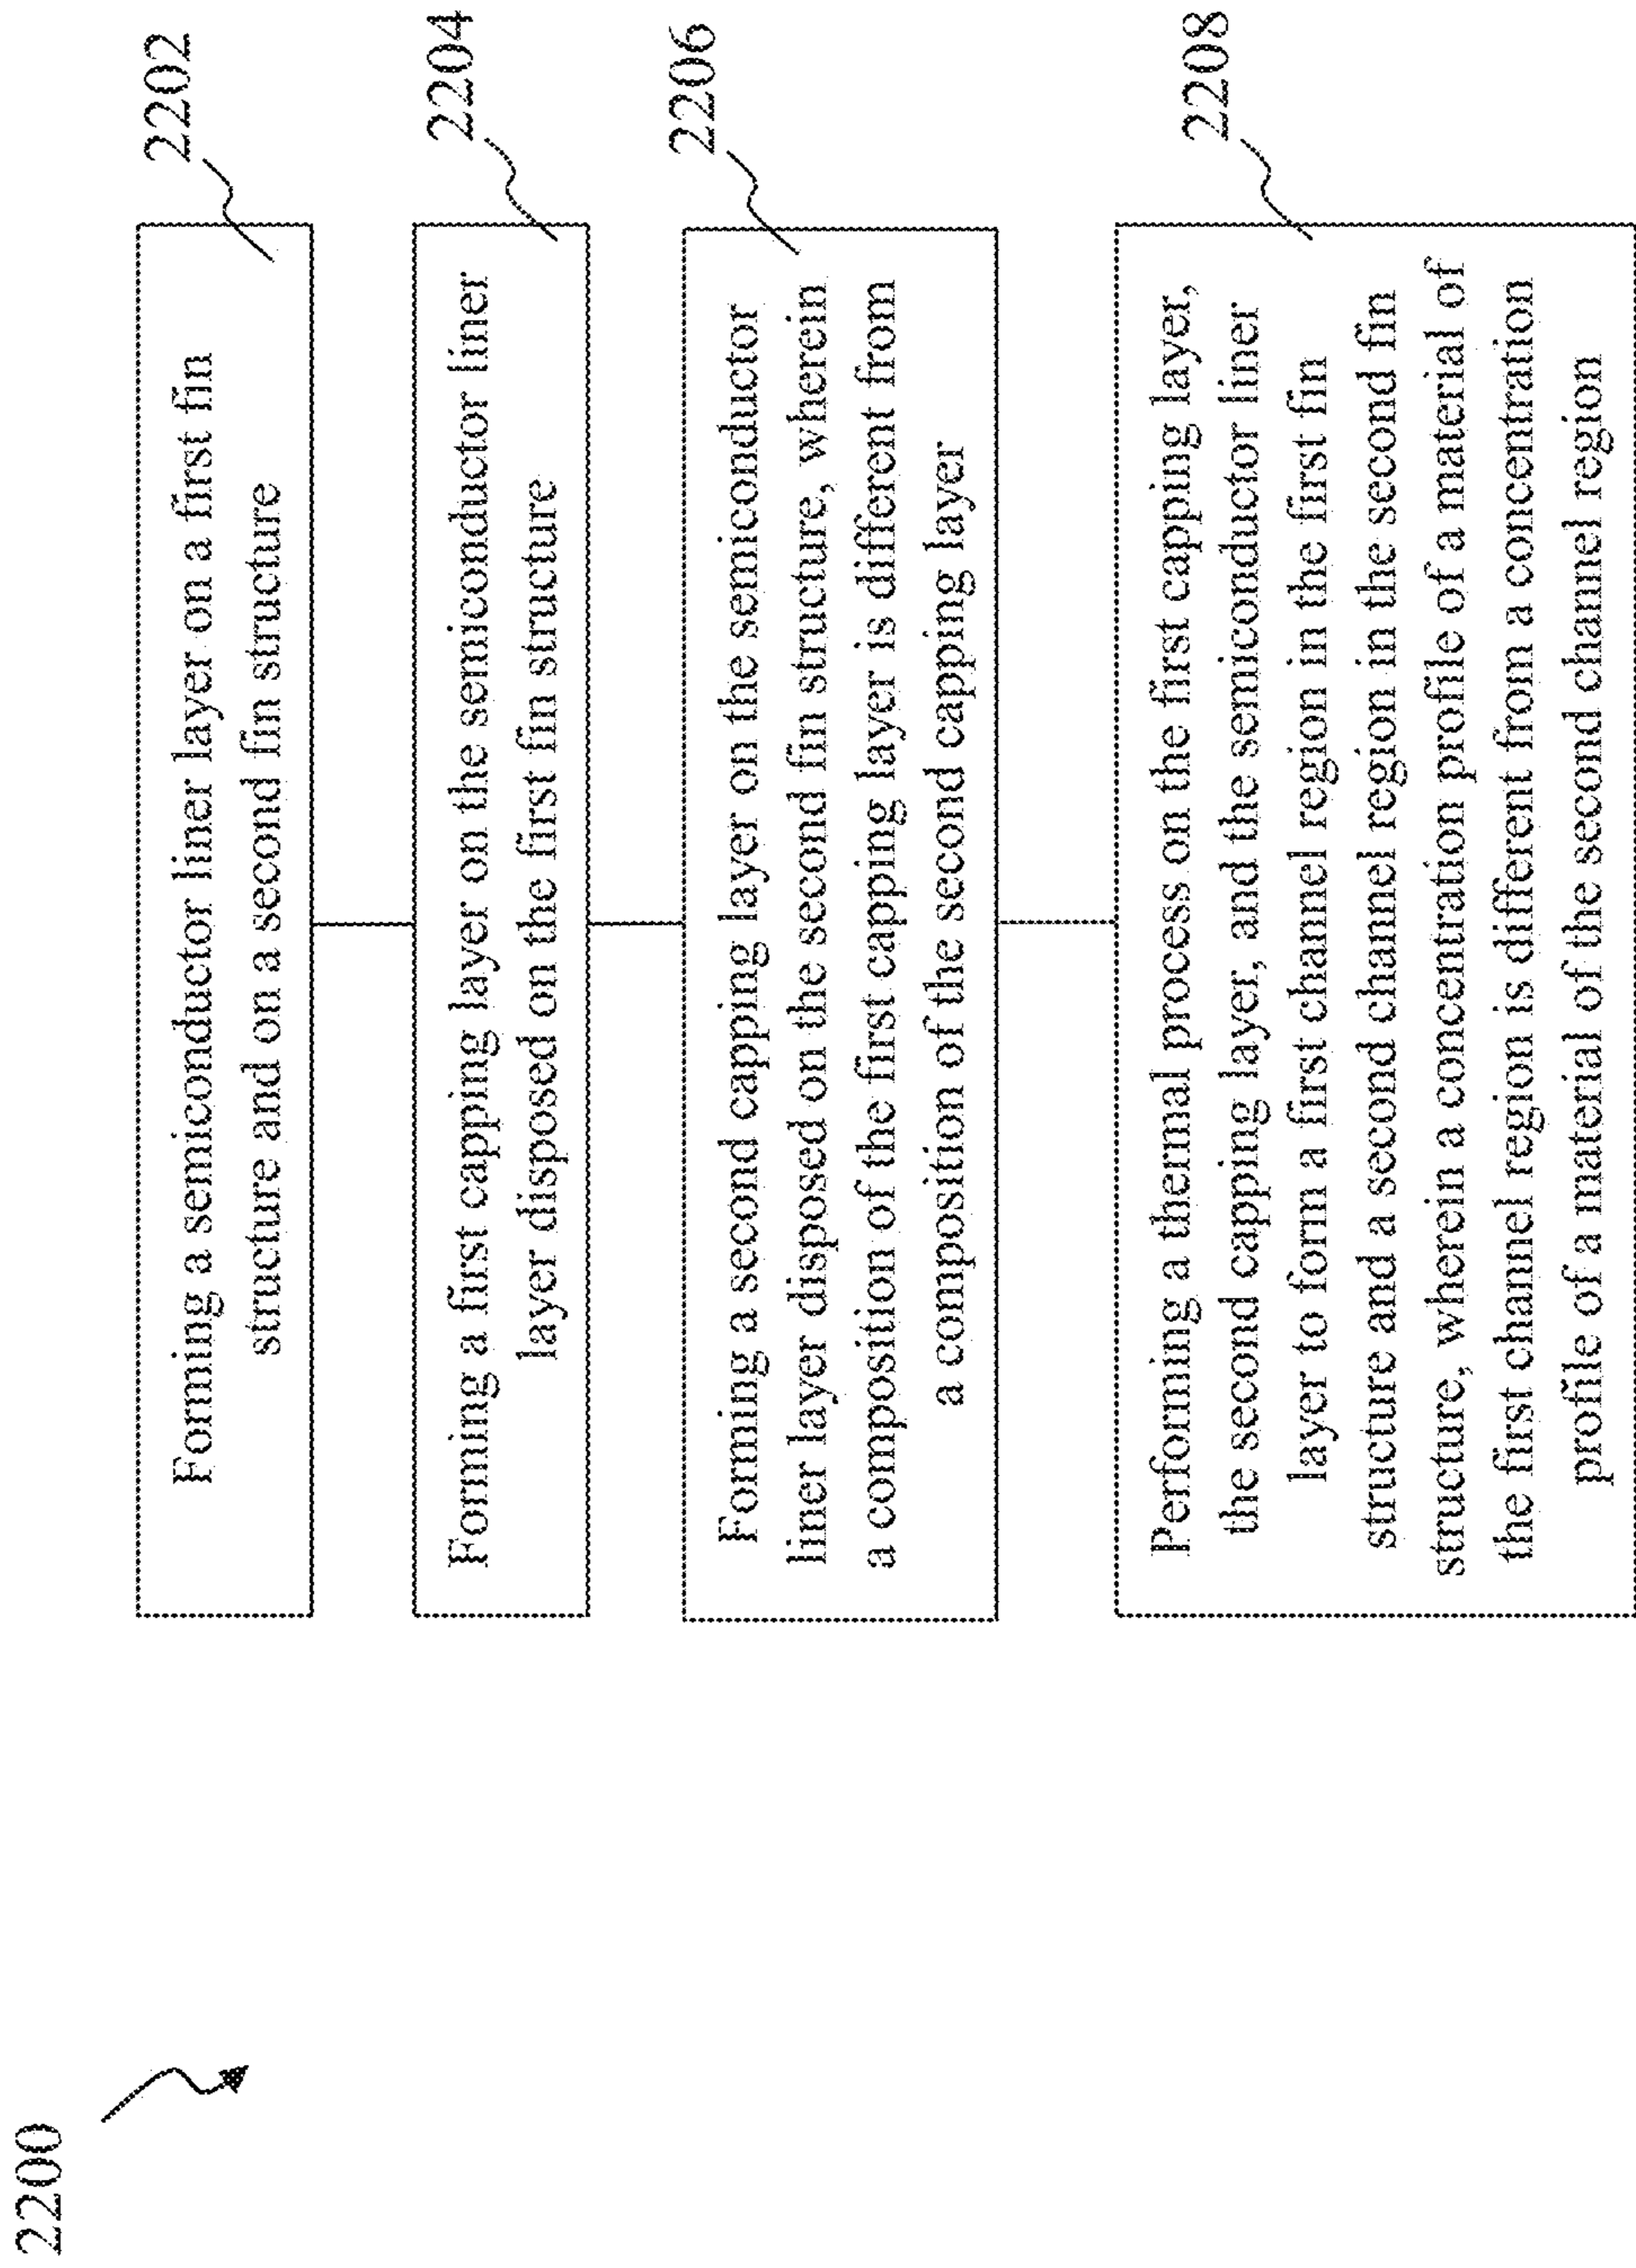 2200
2202
Forming a semiconductor liner layer on a first fin
structure and on a second fin structure
2204
Forming a first capping layer on the semiconductor liner
layer disposed on the first fin structure
2206
Forming a second capping layer on the semiconductor
liner layer disposed on the second fin structure, wherein
a composition of the first capping layer is different from
a composition of the second capping layer
2208
Performing a thermal process on the first capping layer,
the second capping layer, and the semiconductor liner
layer to form a first channel region in the first fin
structure and a second channel region in the second fin
structure, wherein a concentration profile of a material of
the first channel region is different from a concentration
profile of a material of the second channel region